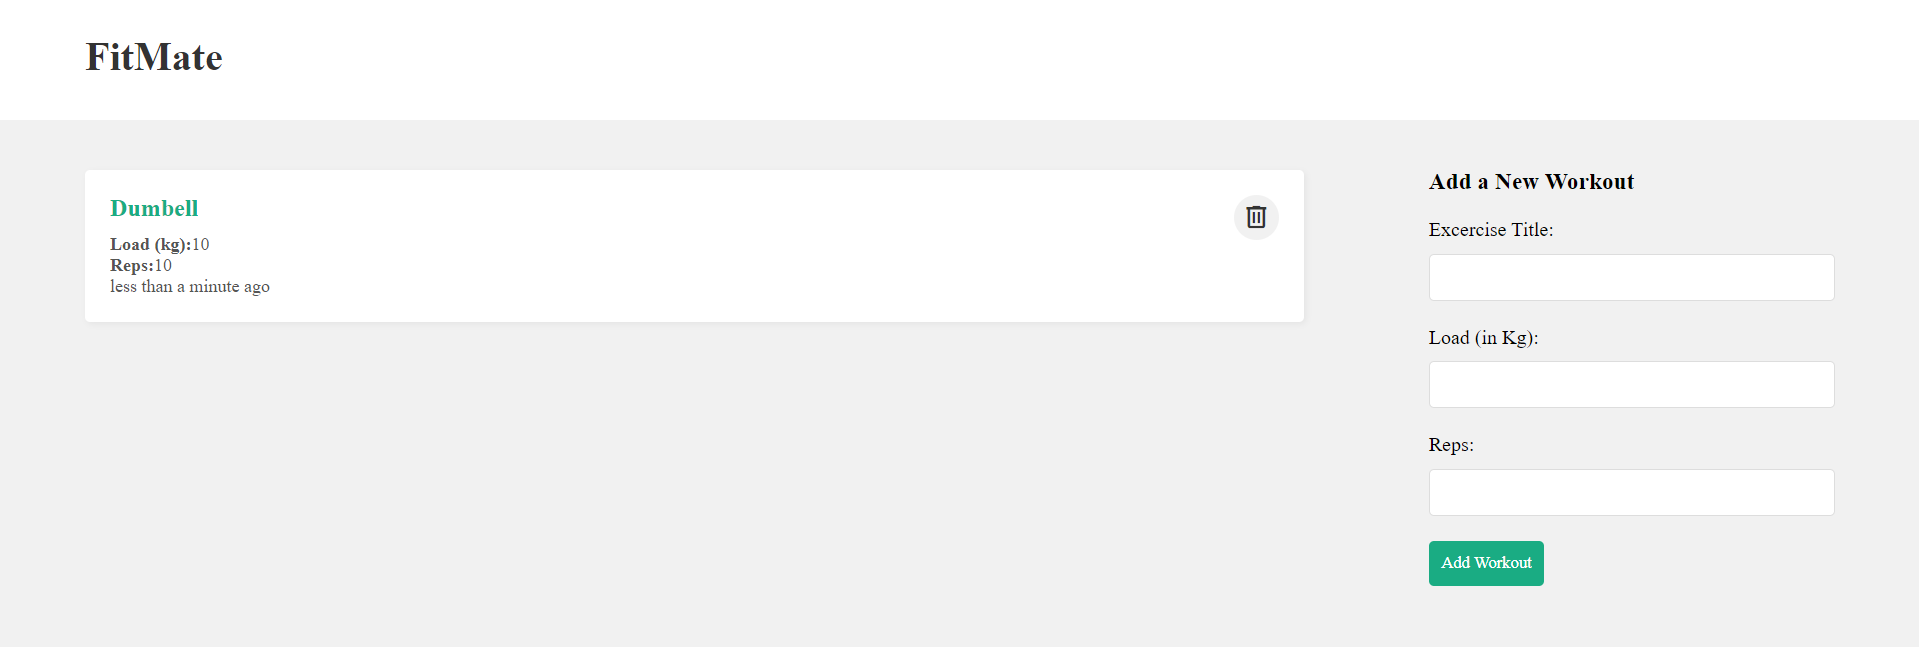 FitMate
Dumbell
Load (kg):10
Reps:10
less than a minute ago
Add a New Workout
Excercise Title:
Load (in Kg):
Reps:
Add Workout